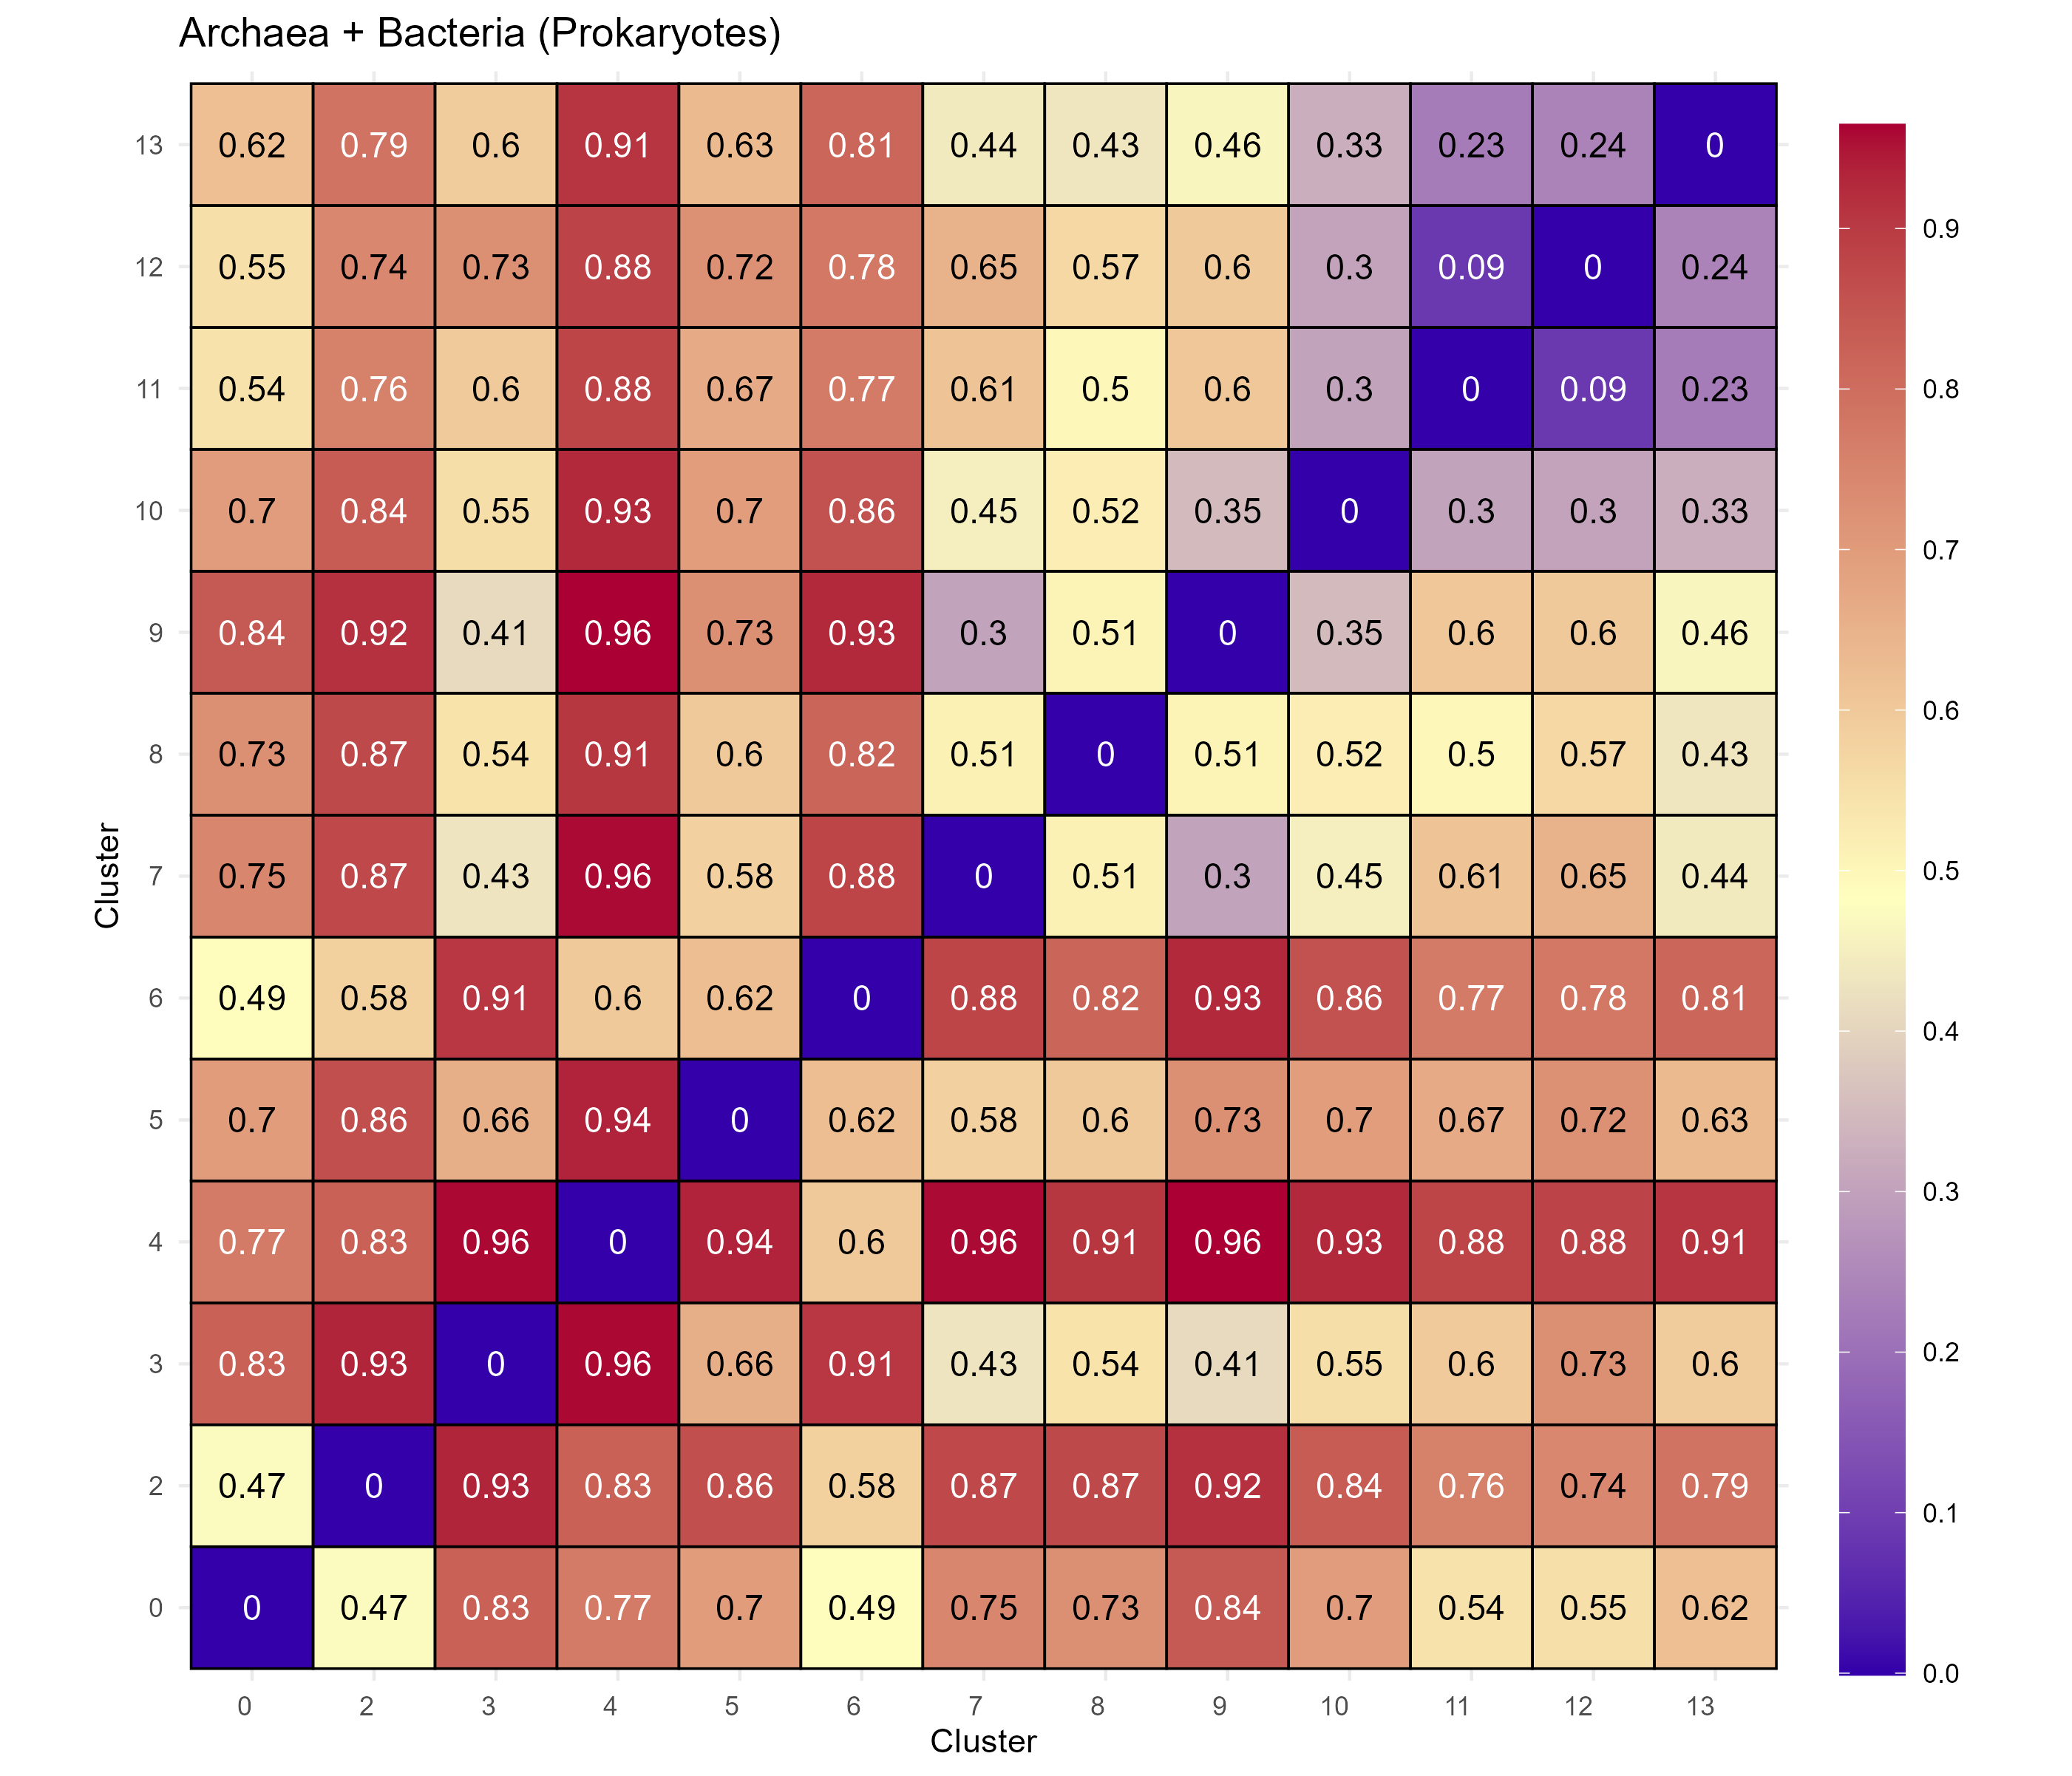 Archaea + Bacteria (Prokaryotes)
13 0.62 0.79 0.6 0.91 0.63 0.81 0.44 0.43 0.46 0.33 0.23 0.24 0
12 0.55 0.74 0.73 0.88 0.72 0.78 0.65 0.57 0.6 0.3 0.09 0 0.24
11 0.54 0.76 0.6 0.88 0.67 0.77 0.61 0.5 0.6 0.3 0 0.09 0.23
10 0.7 0.84 0.55 0.93 0.7 0.86 0.45 0.52 0.35 0 0.3 0.3 0.33
9 0.84 0.92 0.41 0.96 0.73 0.93 0.3 0.51 0 0.35 0.6 0.6 0.46
8 0.73 0.87 0.54 0.91 0.6 0.82 0.51 0 0.51 0.52 0.5 0.57 0.43
7 0.75 0.87 0.43 0.96 0.58 0.88 0 0.51 0.3 0.45 0.61 0.65 0.44
6 0.49 0.58 0.91 0.6 0.62 0 0.88 0.82 0.93 0.86 0.77 0.78 0.81
5 0.7 0.86 0.66 0.94 0 0.62 0.58 0.6 0.73 0.7 0.67 0.72 0.63
4 0.77 0.83 0.96 0 0.94 0.6 0.96 0.91 0.96 0.93 0.88 0.88 0.91
3 0.83 0.93 0 0.96 0.66 0.91 0.43 0.54 0.41 0.55 0.6 0.73 0.6
2 0.47 0 0.93 0.83 0.86 0.58 0.87 0.87 0.92 0.84 0.76 0.74 0.79
0 0 0.47 0.83 0.77 0.7 0.49 0.75 0.73 0.84 0.7 0.54 0.55 0.62
0 2 3 4 5 6 7 8 9 10 11 12 13
Cluster
Cluster
0.9
0.8
0.7
0.6
0.5
0.4
0.3
0.2
0.1
0.0